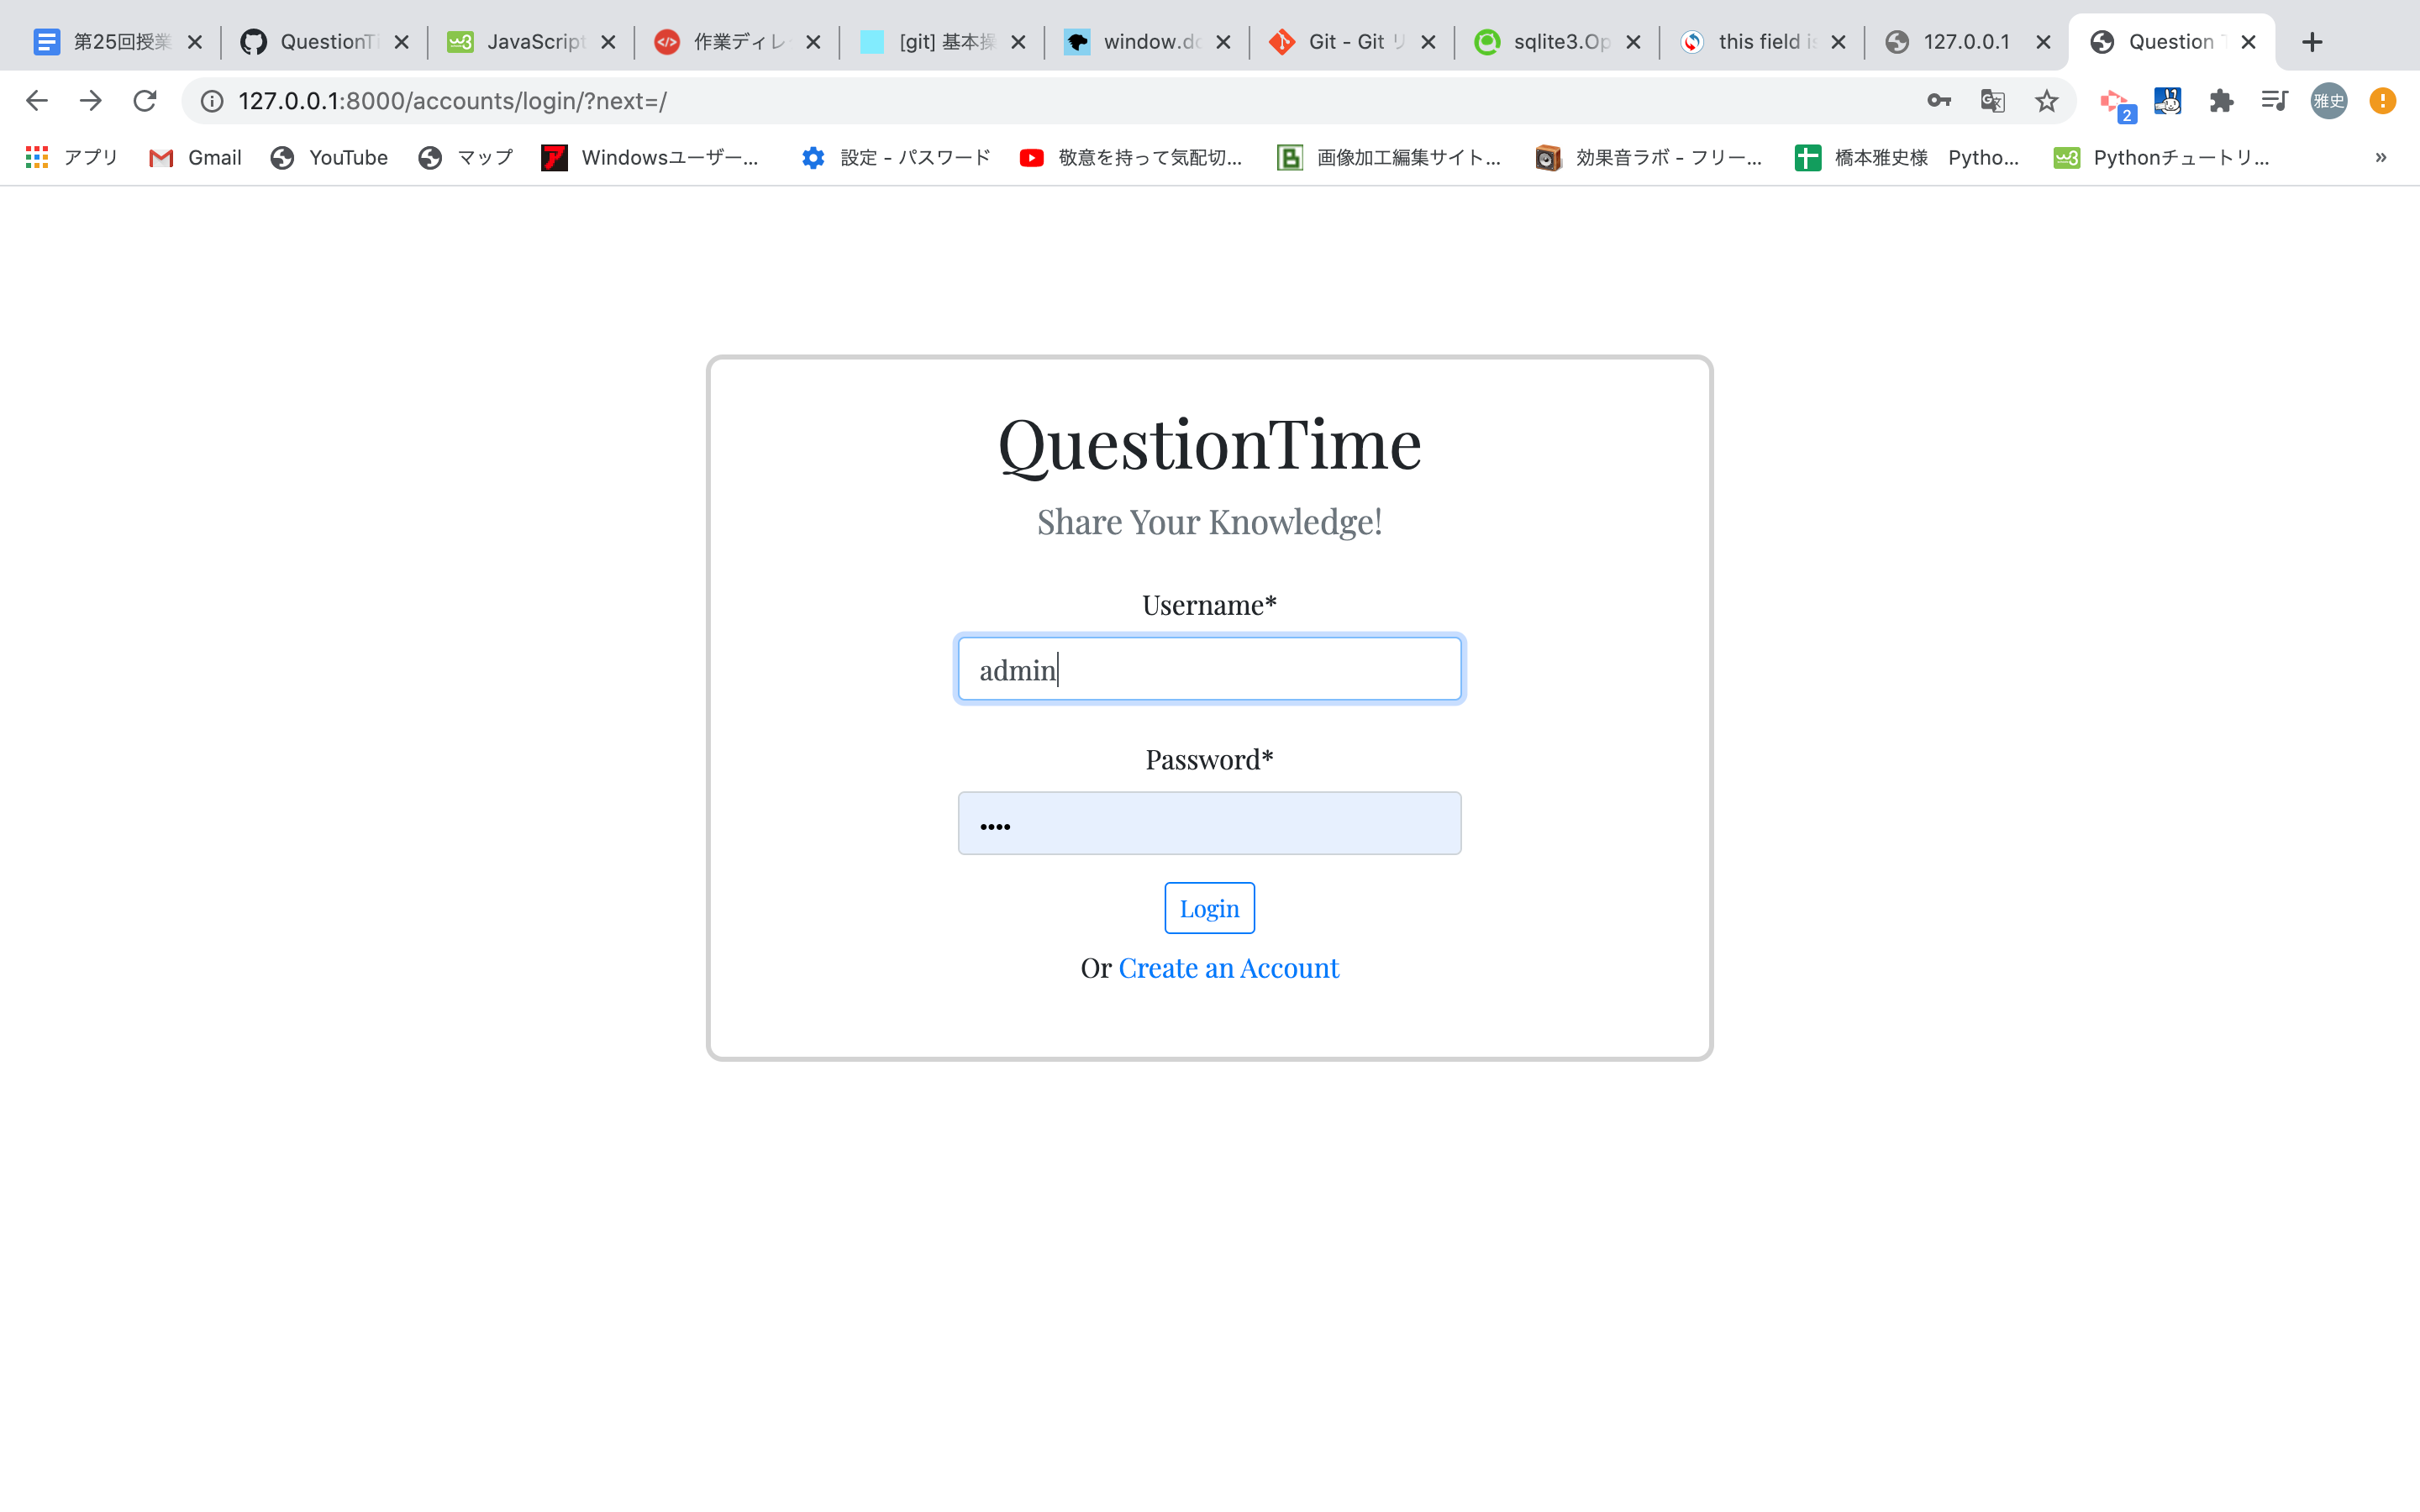 第25回授業
QuestionTi
JavaScript
作業ディレ
[git] 基本操
window.do
Git - Git リ
sqlite3.Op
this field is
127.0.0.1
Question T
127.0.0.1:8000/accounts/login/?next=/
2
雅史
アプリ
Gmail
YouTube
マップ
Windowsユーザー...
設定 - パスワード
敬意を持って気配切...
画像加工編集サイト...
効果音ラボ - フリー...
橋本雅史様 Pytho...
Pythonチュートリ...
»
QuestionTime
Share Your Knowledge!
Username*
admin
Password*
••••
Login
Or Create an Account